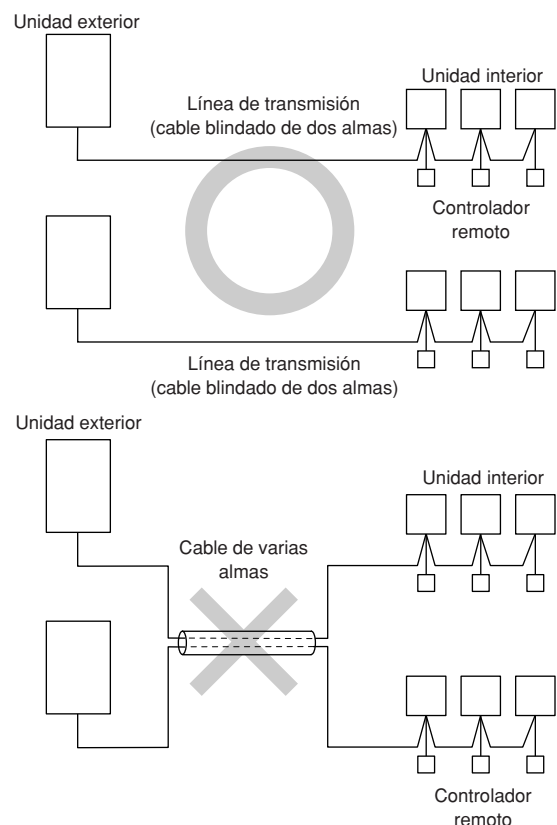 Unidad exterior
Unidad interior
Línea de transmisión
(cable blindado de dos almas)
Controlador
remoto
Línea de transmisión
(cable blindado de dos almas)
Unidad exterior
Unidad interior
Cable de varias
almas
Controlador
remoto